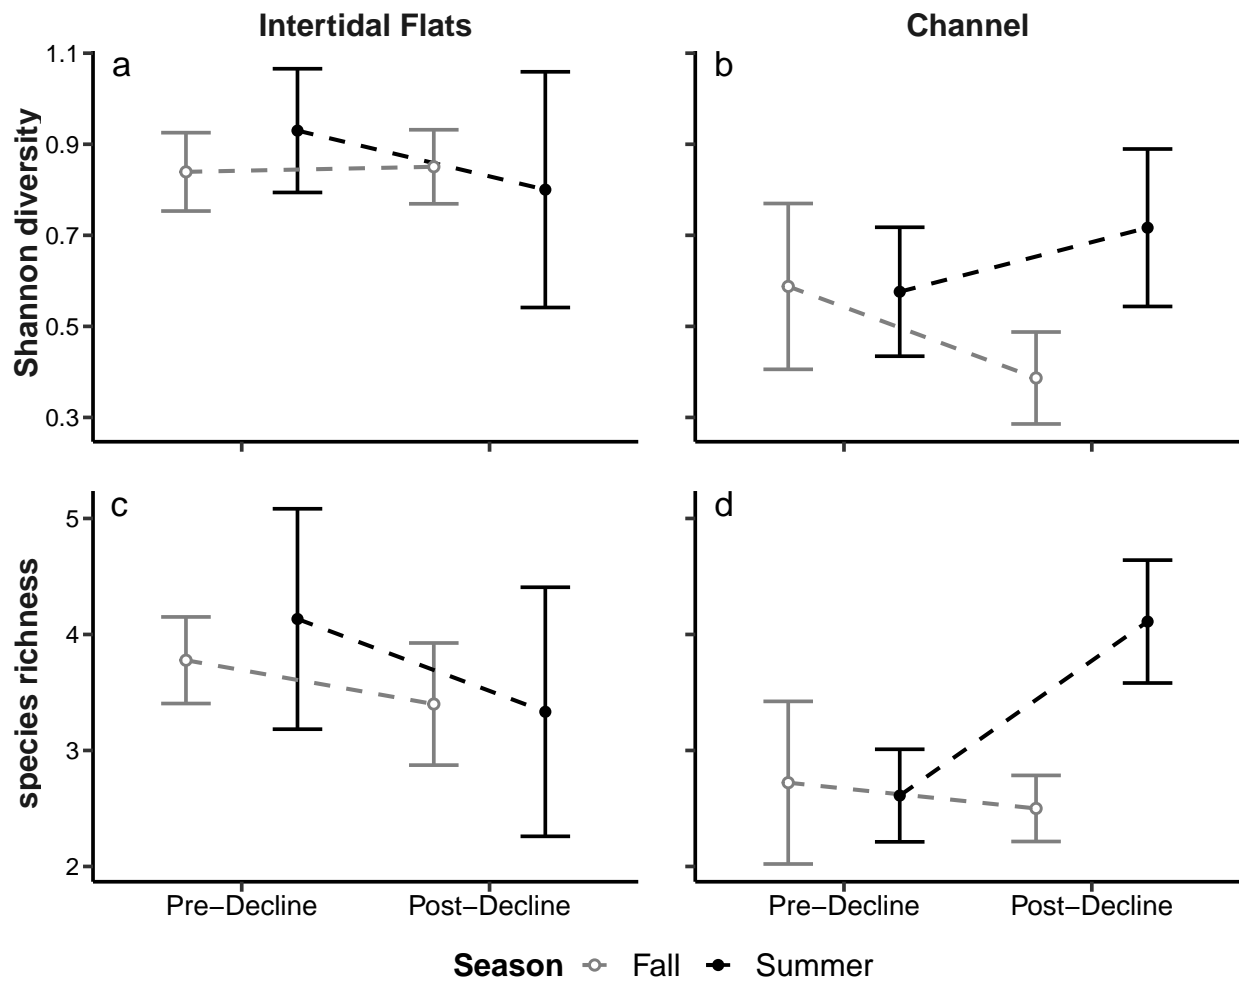 Intertidal Flats
Channel
a
b
Shannon diversity
1.1
0.9
0.7
0.5
0.3
c
d
species richness
5
4
3
2
Pre–Decline
Post–Decline
Pre–Decline
Post–Decline
Season Fall Summer